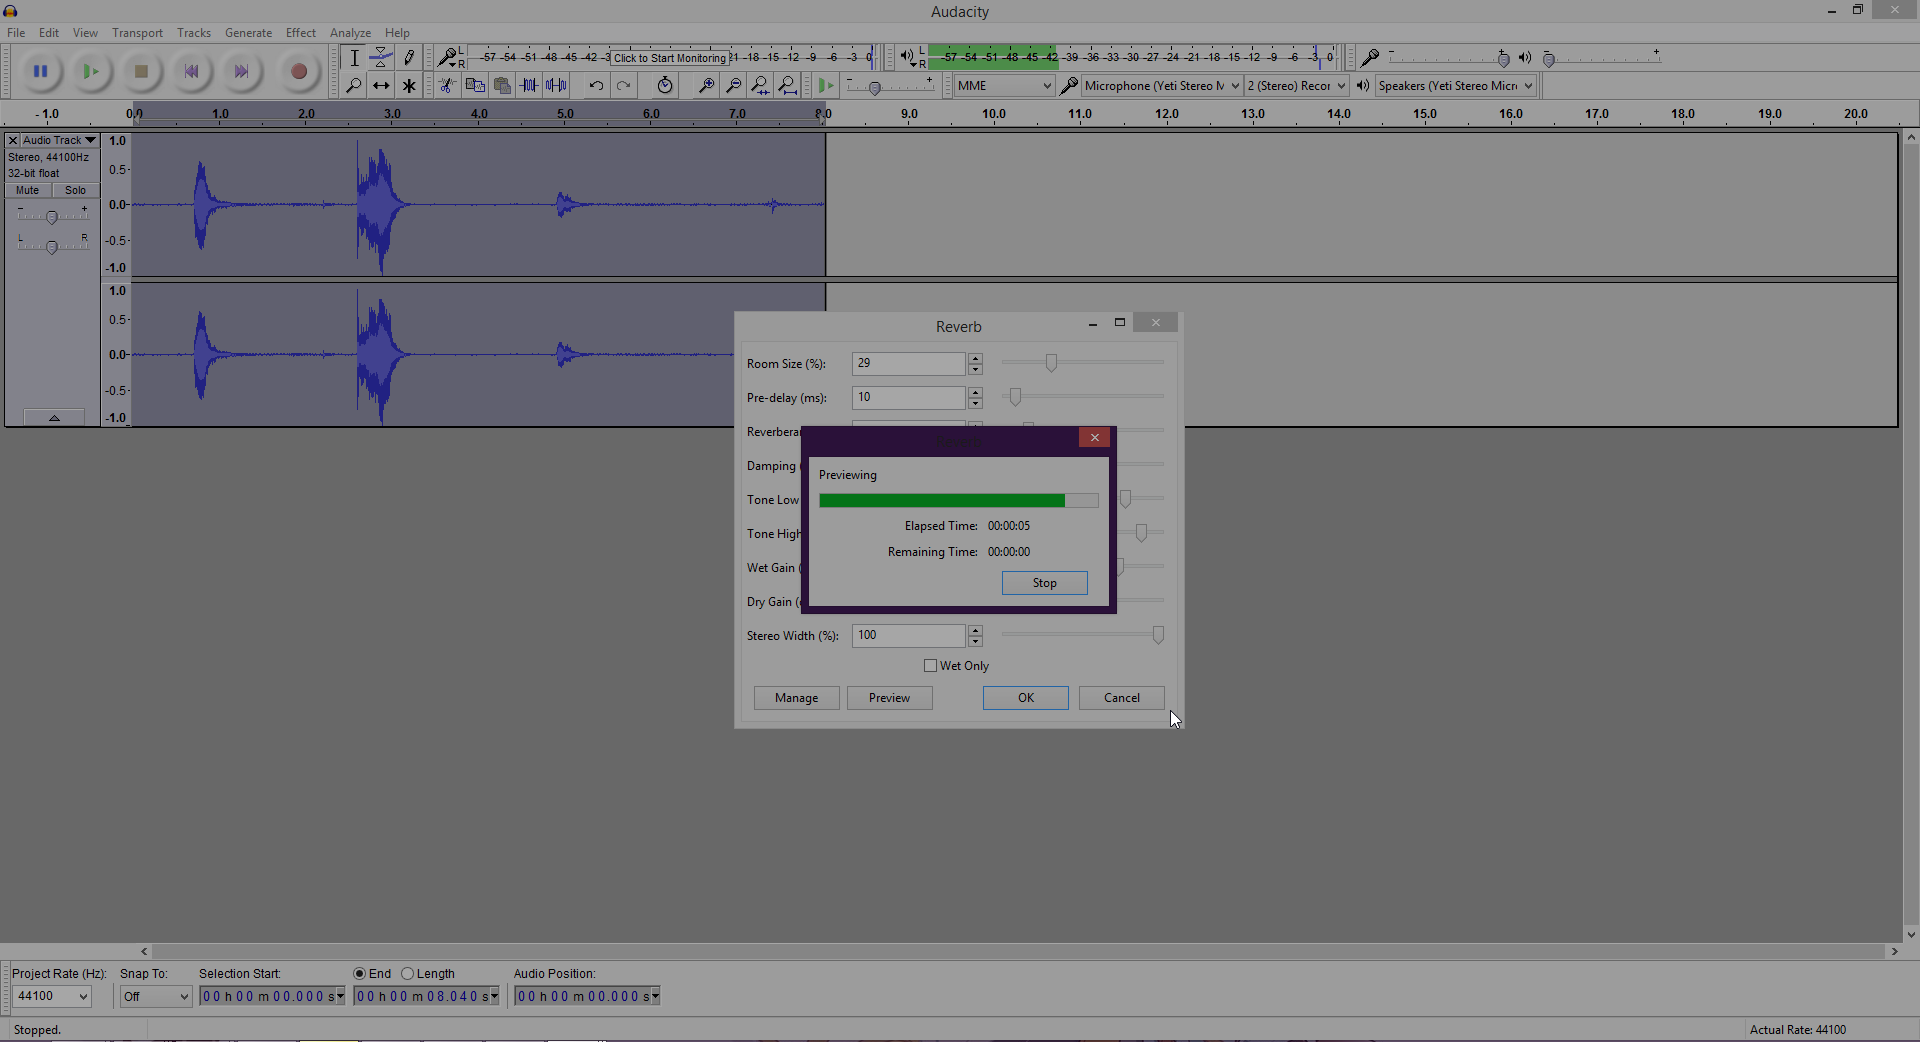 Audacity
File Edit View Transport Tracks Generate Effect Analyze Help
L
R
-57 -54 -51 -48 -45 -42 -3 Click to Start Monitoring 21 -18 -15 -12 -9 -6 -3 0
L
R
-57 -54 -51 -48 -45 -42 -39 -36 -33 -30 -27 -24 -21 -18 -15 -12 -9 -6 -3 0
MME
Microphone (Yeti Stereo M
2 (Stereo) Recor
Speakers (Yeti Stereo Micr
- 1.0 0.0 1.0 2.0 3.0 4.0 5.0 6.0 7.0 8.0 9.0 10.0 11.0 12.0 13.0 14.0 15.0 16.0 17.0 18.0 19.0 20.0
Audio Track
Stereo, 44100Hz
32-bit float
Mute Solo
- +
L R
1.0
0.5-
0.0-
-0.5-
-1.0
1.0
0.5-
0.0-
-0.5-
-1.0
Reverb
Room Size (%): 29
Pre-delay (ms): 10
Reverbera
Damping
Tone Low
Tone High
Wet Gain (
Dry Gain (
Stereo Width (%): 100
Wet Only
Manage Preview OK Cancel
Previewing
Elapsed Time: 00:00:05
Remaining Time: 00:00:00
Stop
Project Rate (Hz): Snap To: Selection Start: End Length Audio Position:
44100 Off 00 h 00 m 00.000 s 00 h 00 m 08.040 s 00 h 00 m 00.000 s
Stopped.
Actual Rate: 44100